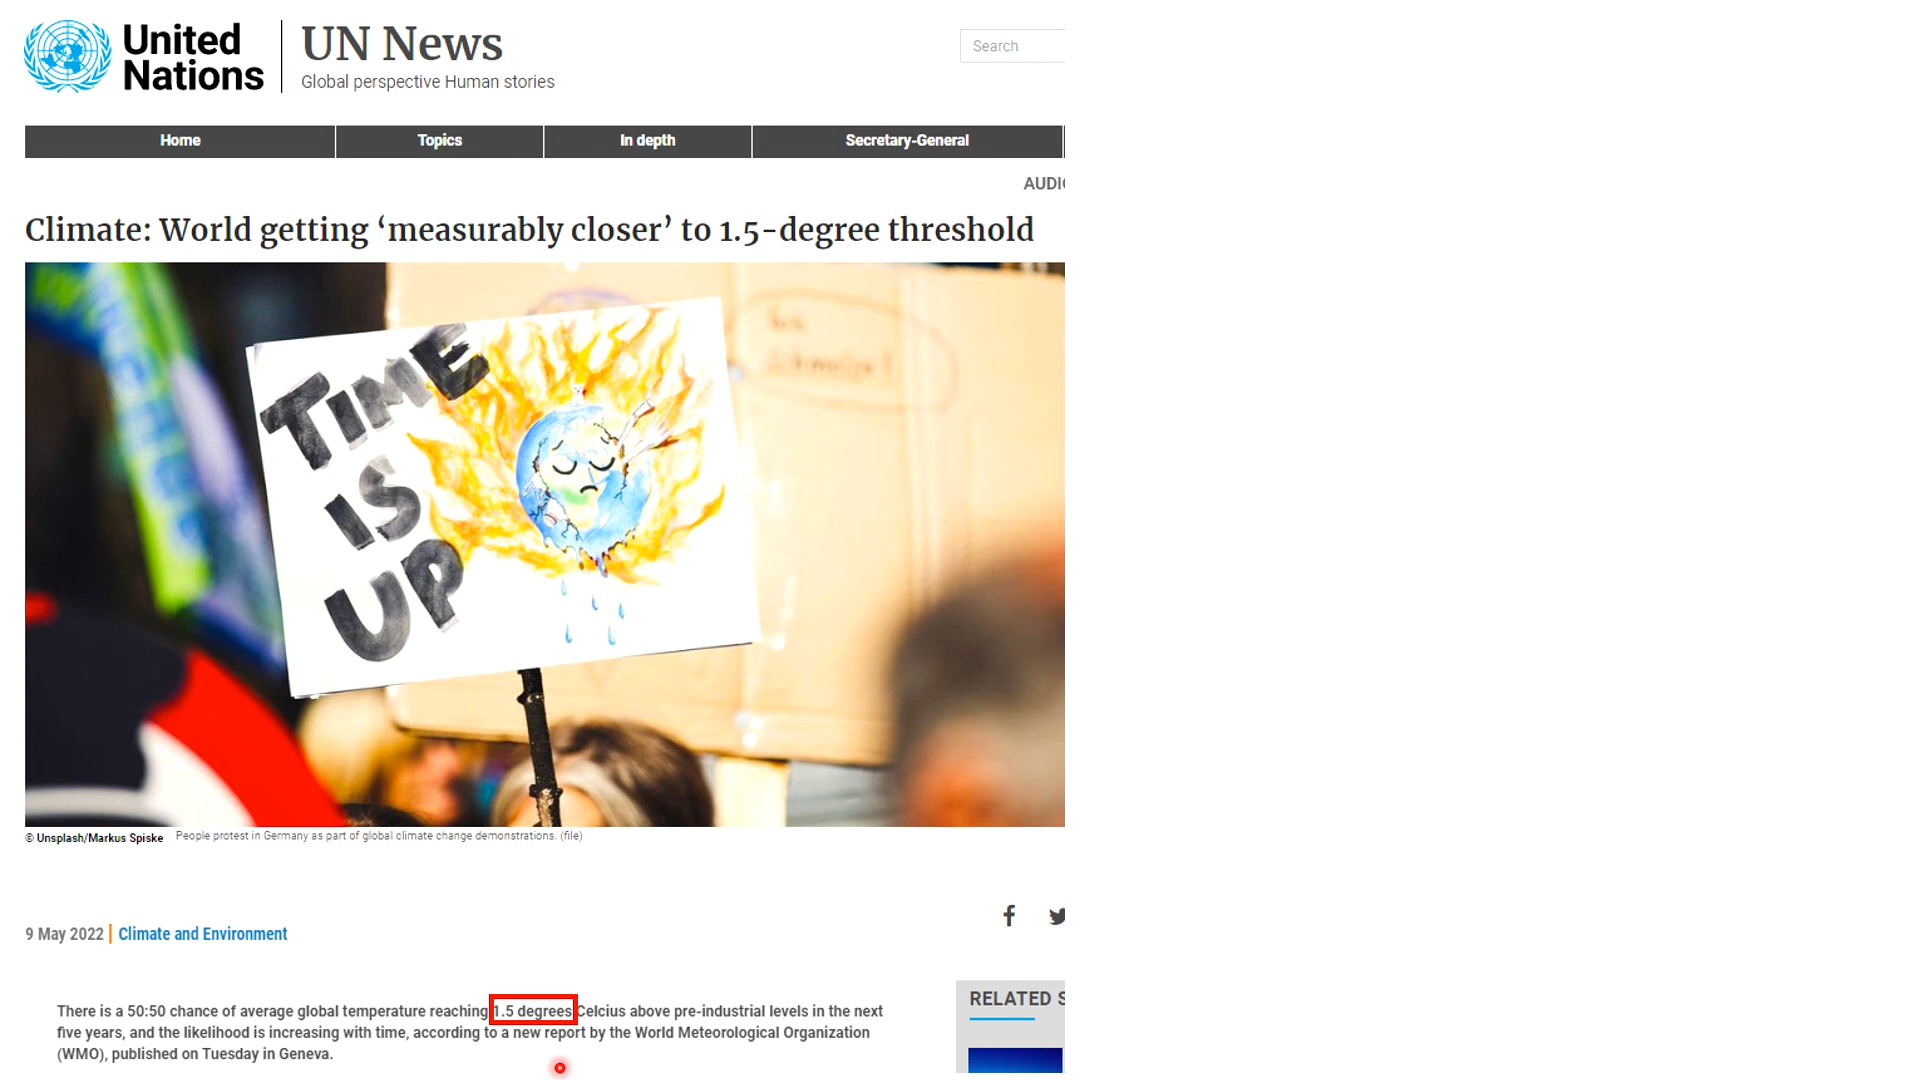 United
Nations
UN News
Global perspective Human stories
Search
Home
Topics
In depth
Secretary-General
Climate: World getting ‘measurably closer’ to 1.5-degree threshold
TIME
IS
UP
© Unsplash/Markus Spiske
People protest in Germany as part of global climate change demonstrations. (file)
9 May 2022
Climate and Environment
There is a 50:50 chance of average global temperature reaching 1.5 degrees Celcius above pre-industrial levels in the next
five years, and the likelihood is increasing with time, according to a new report by the World Meteorological Organization
(WMO), published on Tuesday in Geneva.
RELATED